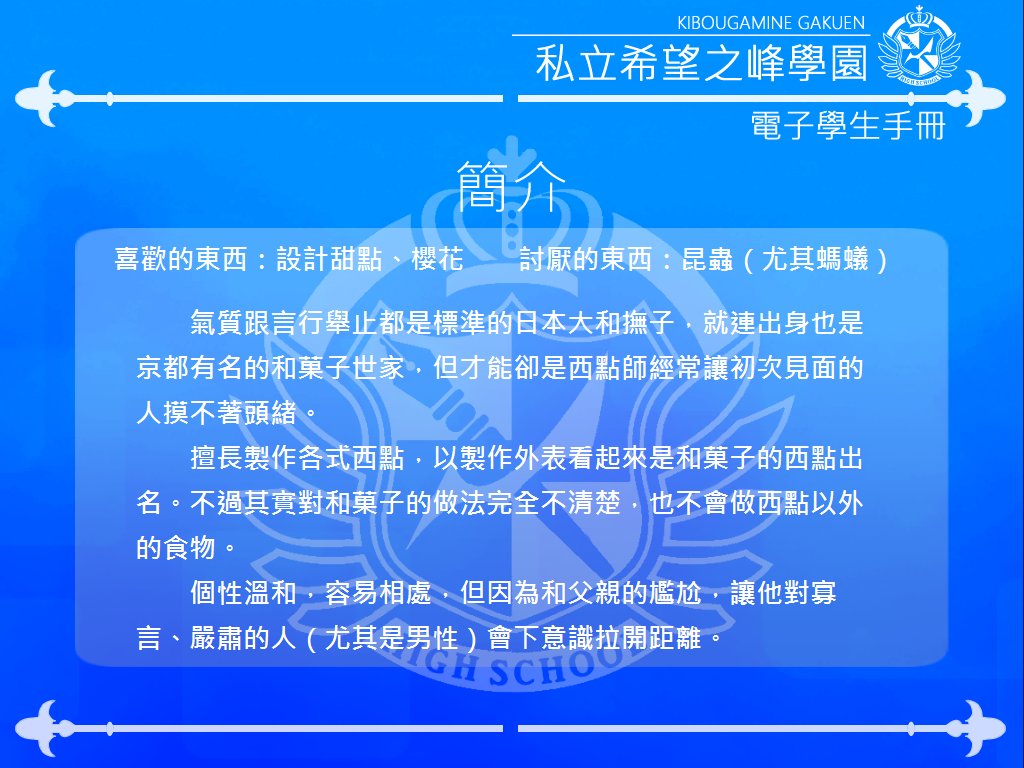 KIBOUGAMINE GAKUEN
私立希望之峰學園
HIGH SCHOOL
電子學生手冊
簡介
喜歡的東西：設計甜點、櫻花　　討厭的東西：昆蟲（尤其螞蟻）
氣質跟言行舉止都是標準的日本大和撫子，就連出身也是
京都有名的和菓子世家，但才能卻是西點師經常讓初次見面的
人摸不著頭緒。
擅長製作各式西點，以製作外表看起來是和菓子的西點出
名。不過其實對和菓子的做法完全不清楚，也不會做西點以外
的食物。
個性溫和，容易相處，但因為和父親的尷尬，讓他對寡
言、嚴肅的人（尤其是男性）會下意識拉開距離。
HIGH SCHOOL